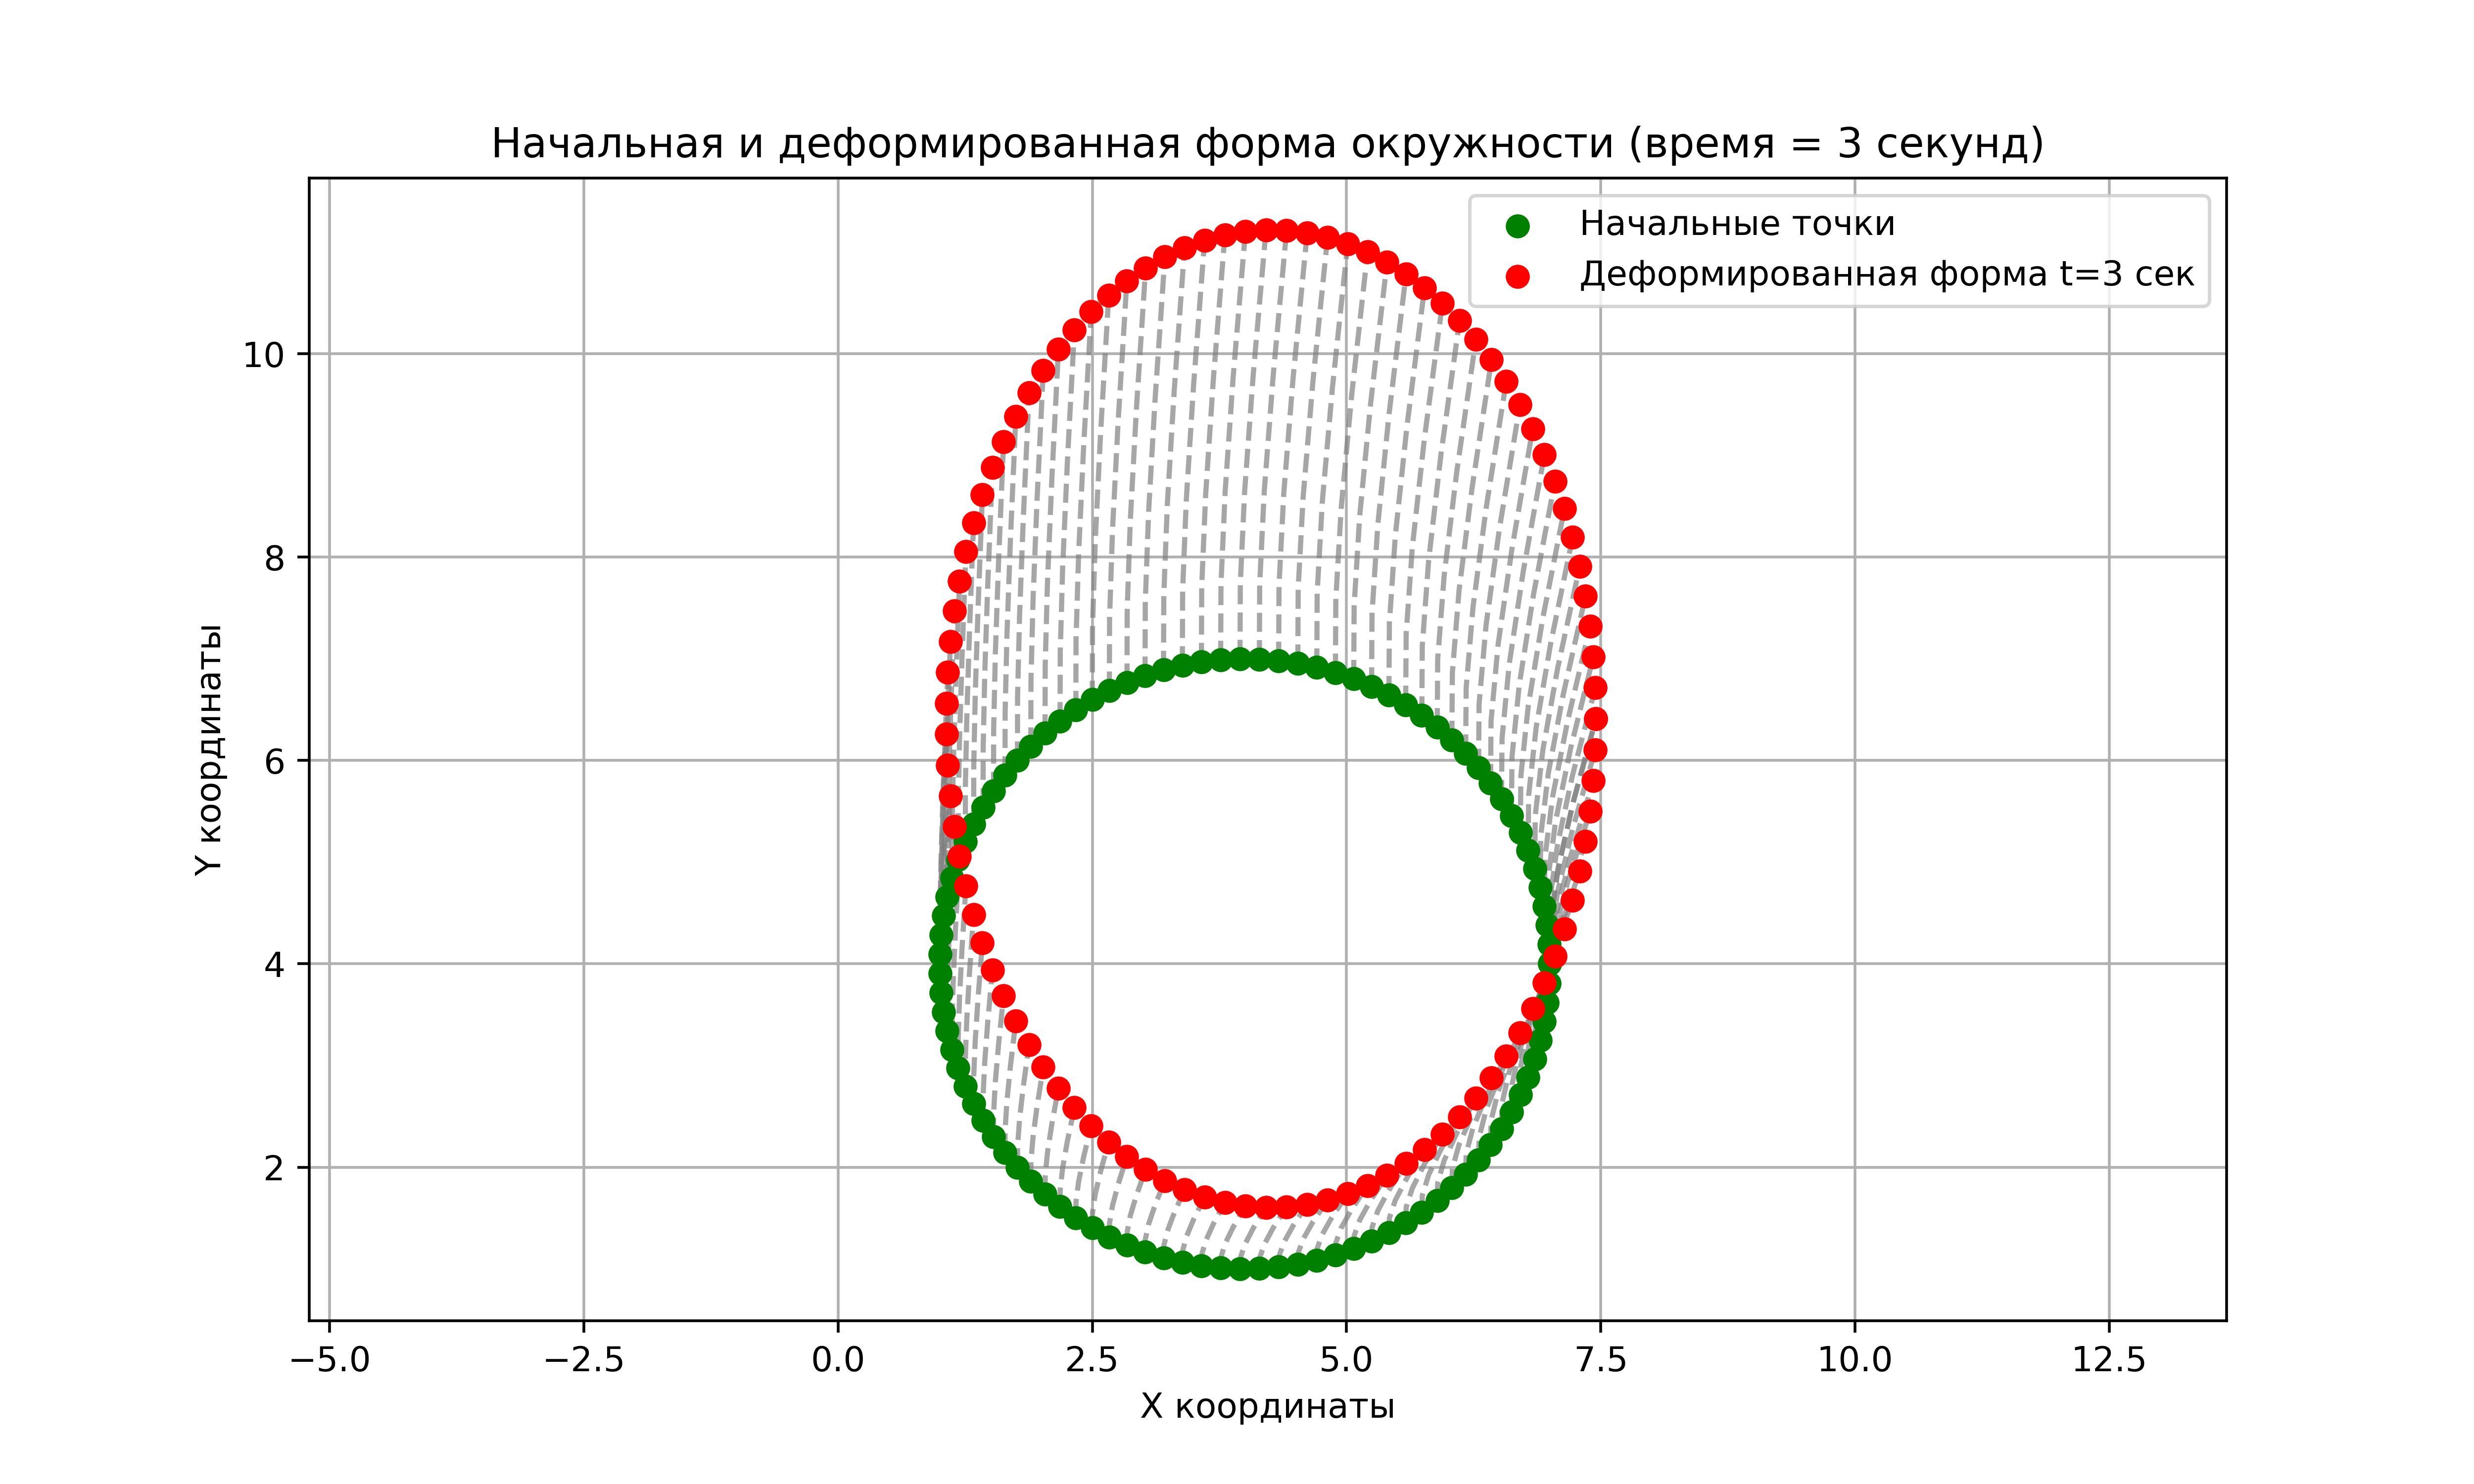 Начальная и деформированная форма окружности (время = 3 секунд)
Начальные точки
Деформированная форма t=3 сек
10
8
6
4
2
Y координаты
−5.0 −2.5 0.0 2.5 5.0 7.5 10.0 12.5
X координаты